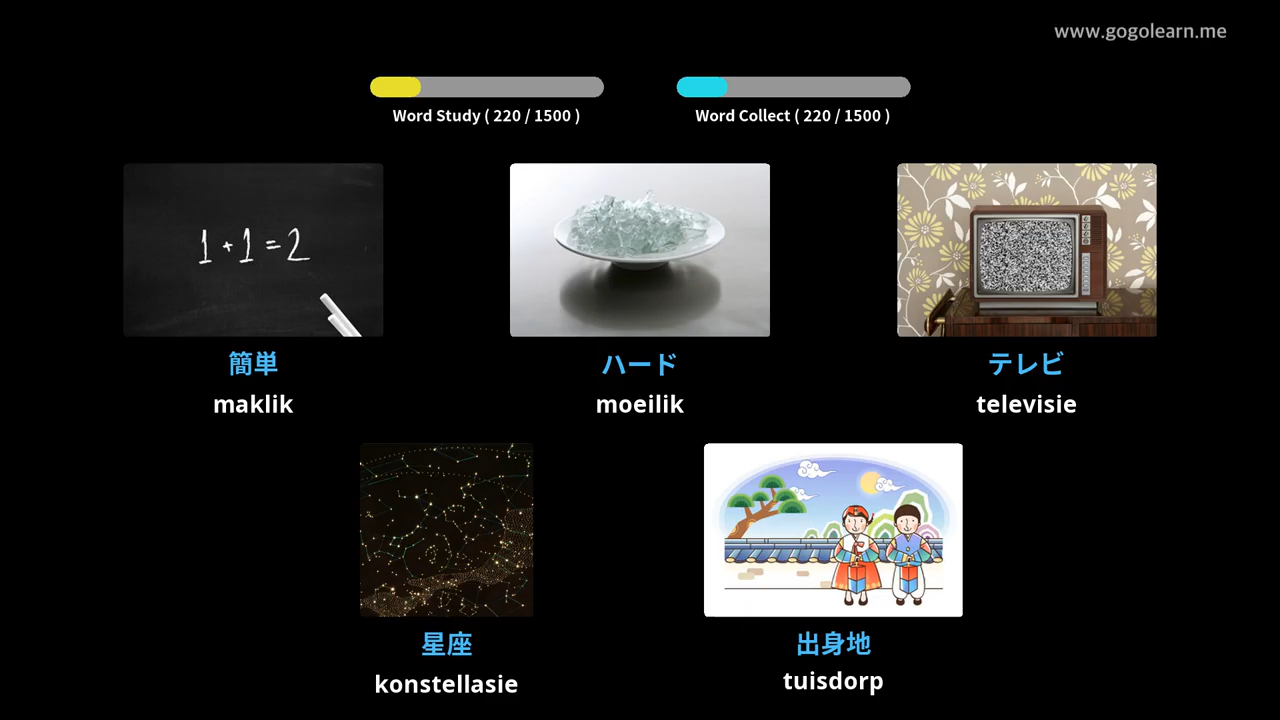 www.gogolearn.me
Word Study ( 220 / 1500 )
Word Collect ( 220 / 1500 )
1 + 1 = 2
簡単
maklik
ハード
moeilik
テレビ
televisie
星座
konstellasie
出身地
tuisdorp